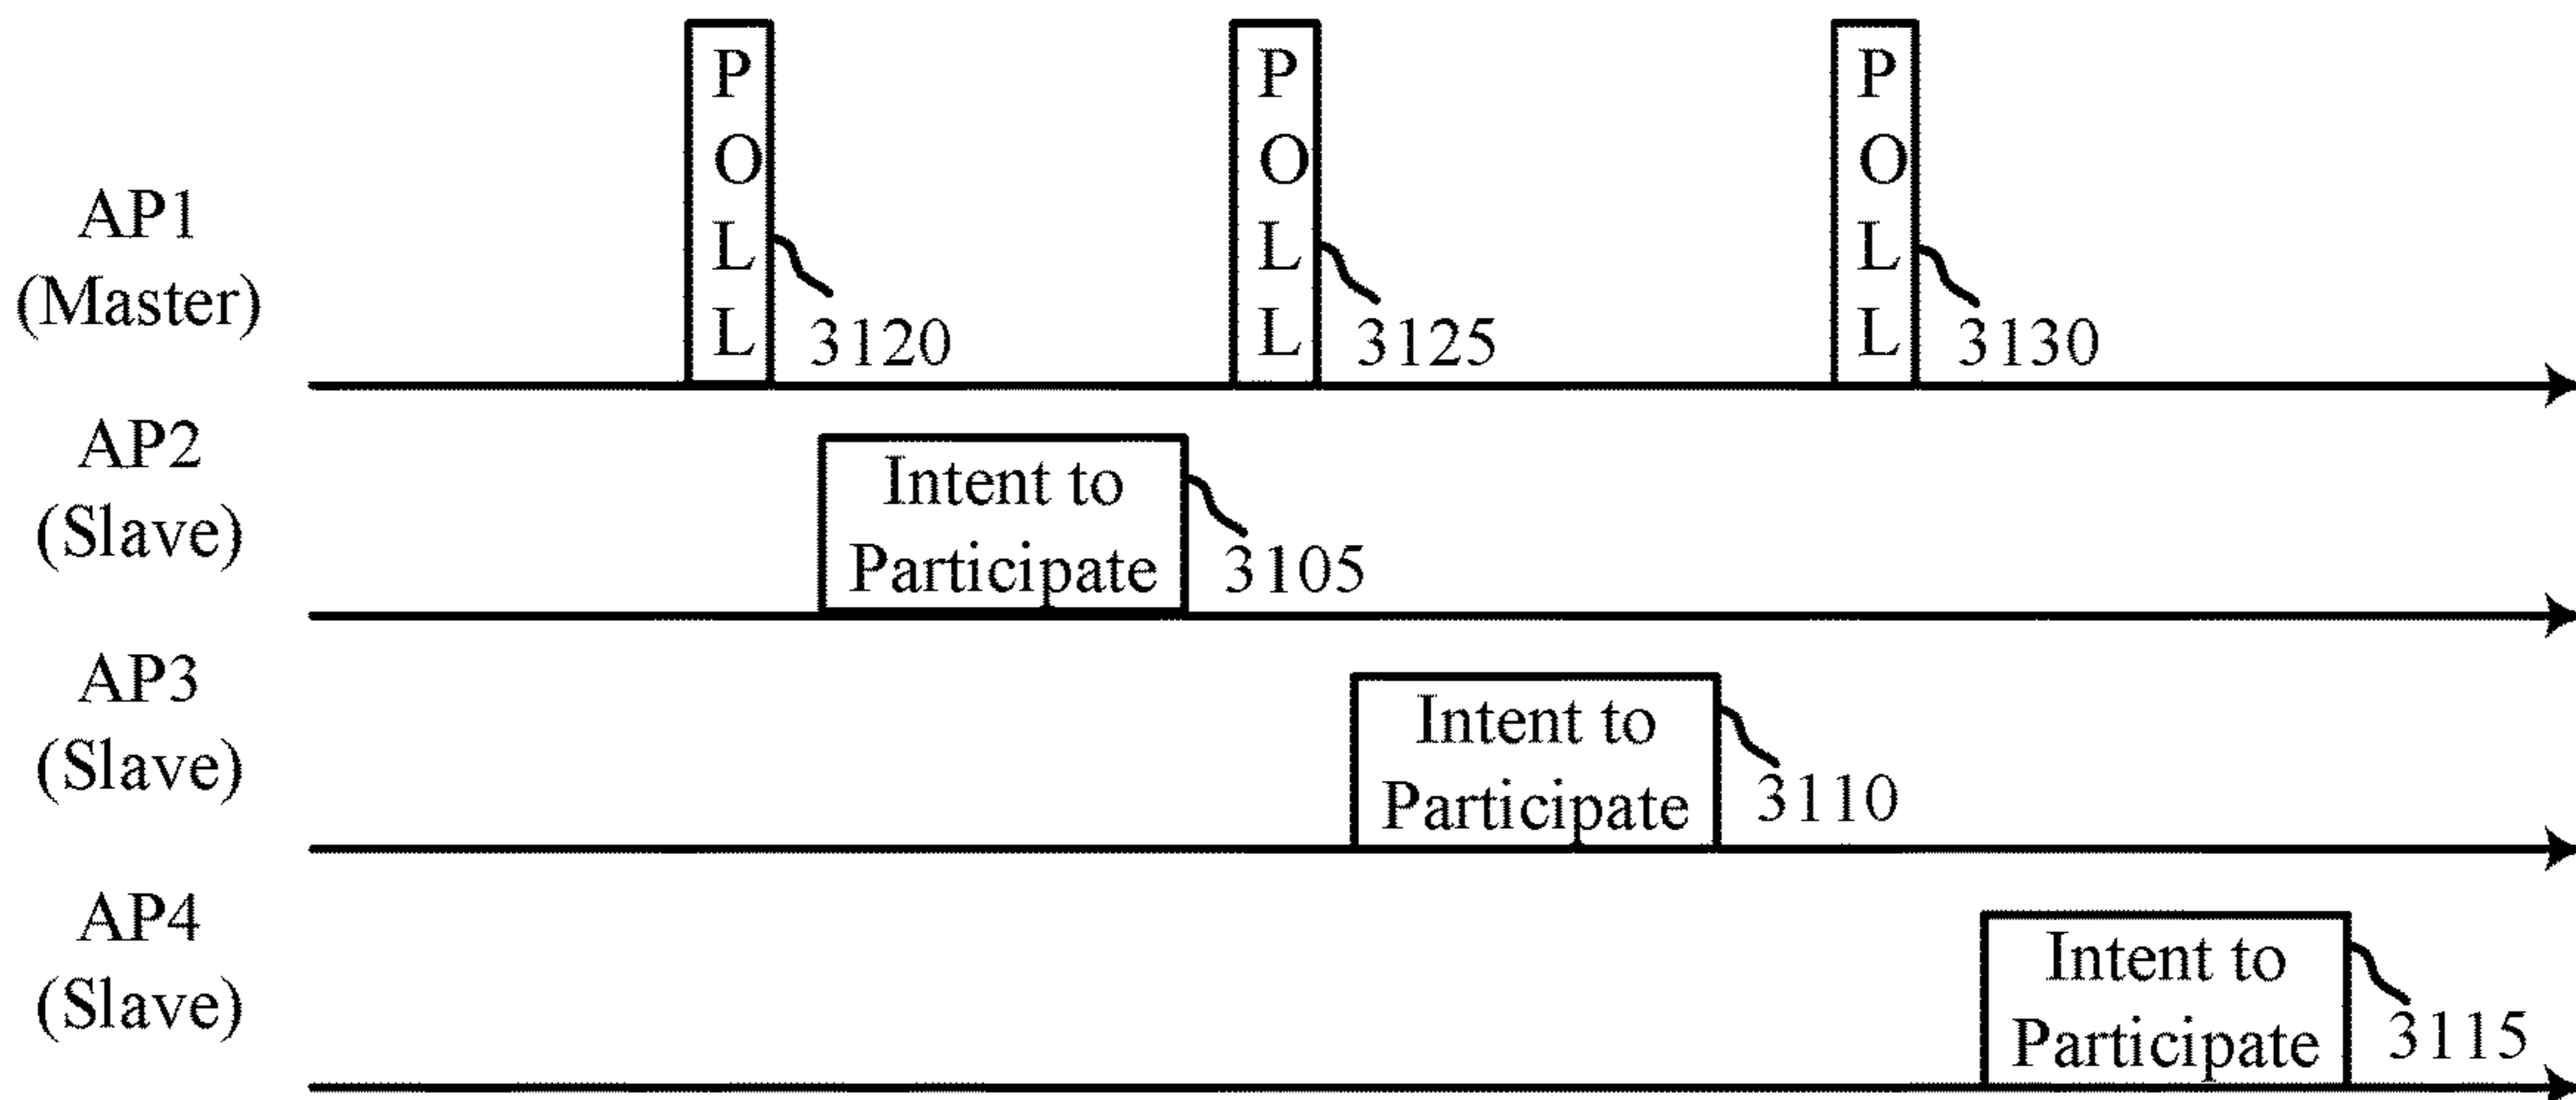 AP1
(Master)
P
O
L
L
3120
P
O
L
L
3125
P
O
L
L
3130
AP2
(Slave)
Intent to
Participate
3105
AP3
(Slave)
Intent to
Participate
3110
AP4
(Slave)
Intent to
Participate
3115